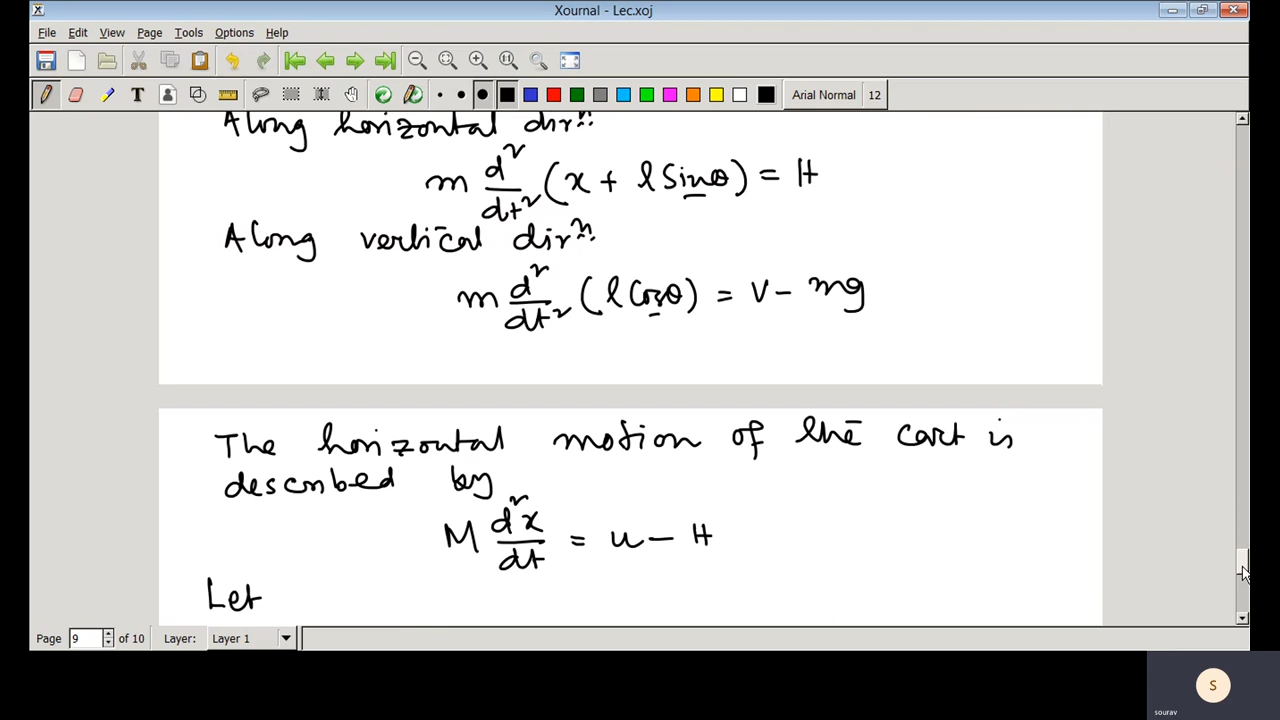 Xournal - Lec.xoj
File Edit View Page Tools Options Help
Arial Normal 12
Along horizontal dirⁿ.
m d²/dt² (x + l Sinθ) = H
Along vertical dirⁿ.
m d²/dt² (l Cosθ) = V - mg
The horizontal motion of the cart is
described by
M d²x/dt = u - H
Let
Page 9 of 10 Layer: Layer 1
S
sourav